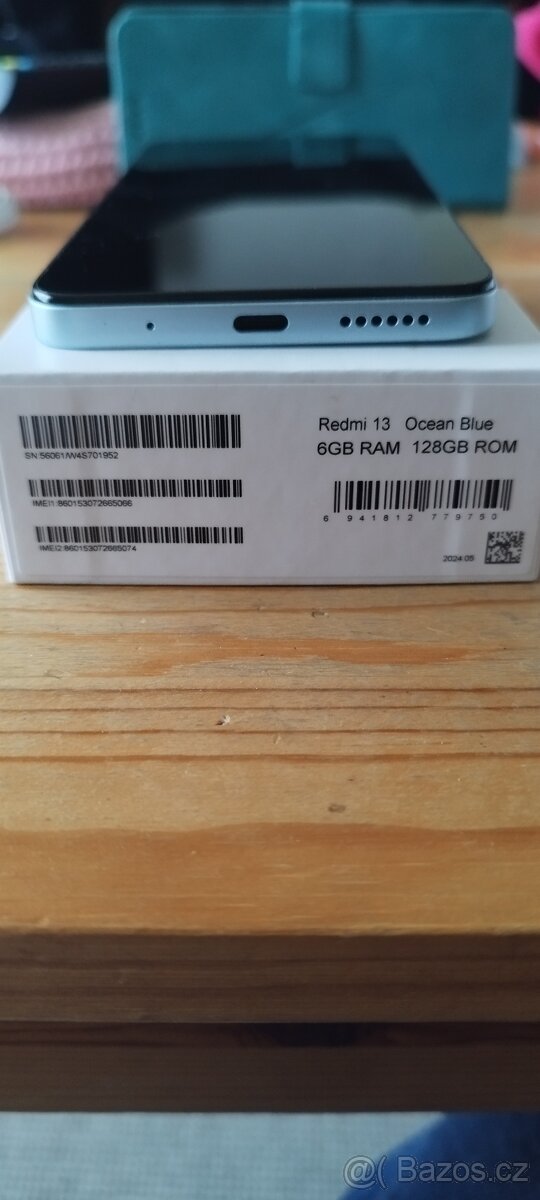 SN:56061/W4S701952
IMEI1:860153072665066
IMEI2:860153072665074
Redmi 13 Ocean Blue
6GB RAM 128GB ROM
6 941812 779750
2024.05
@( Bazoš.cz